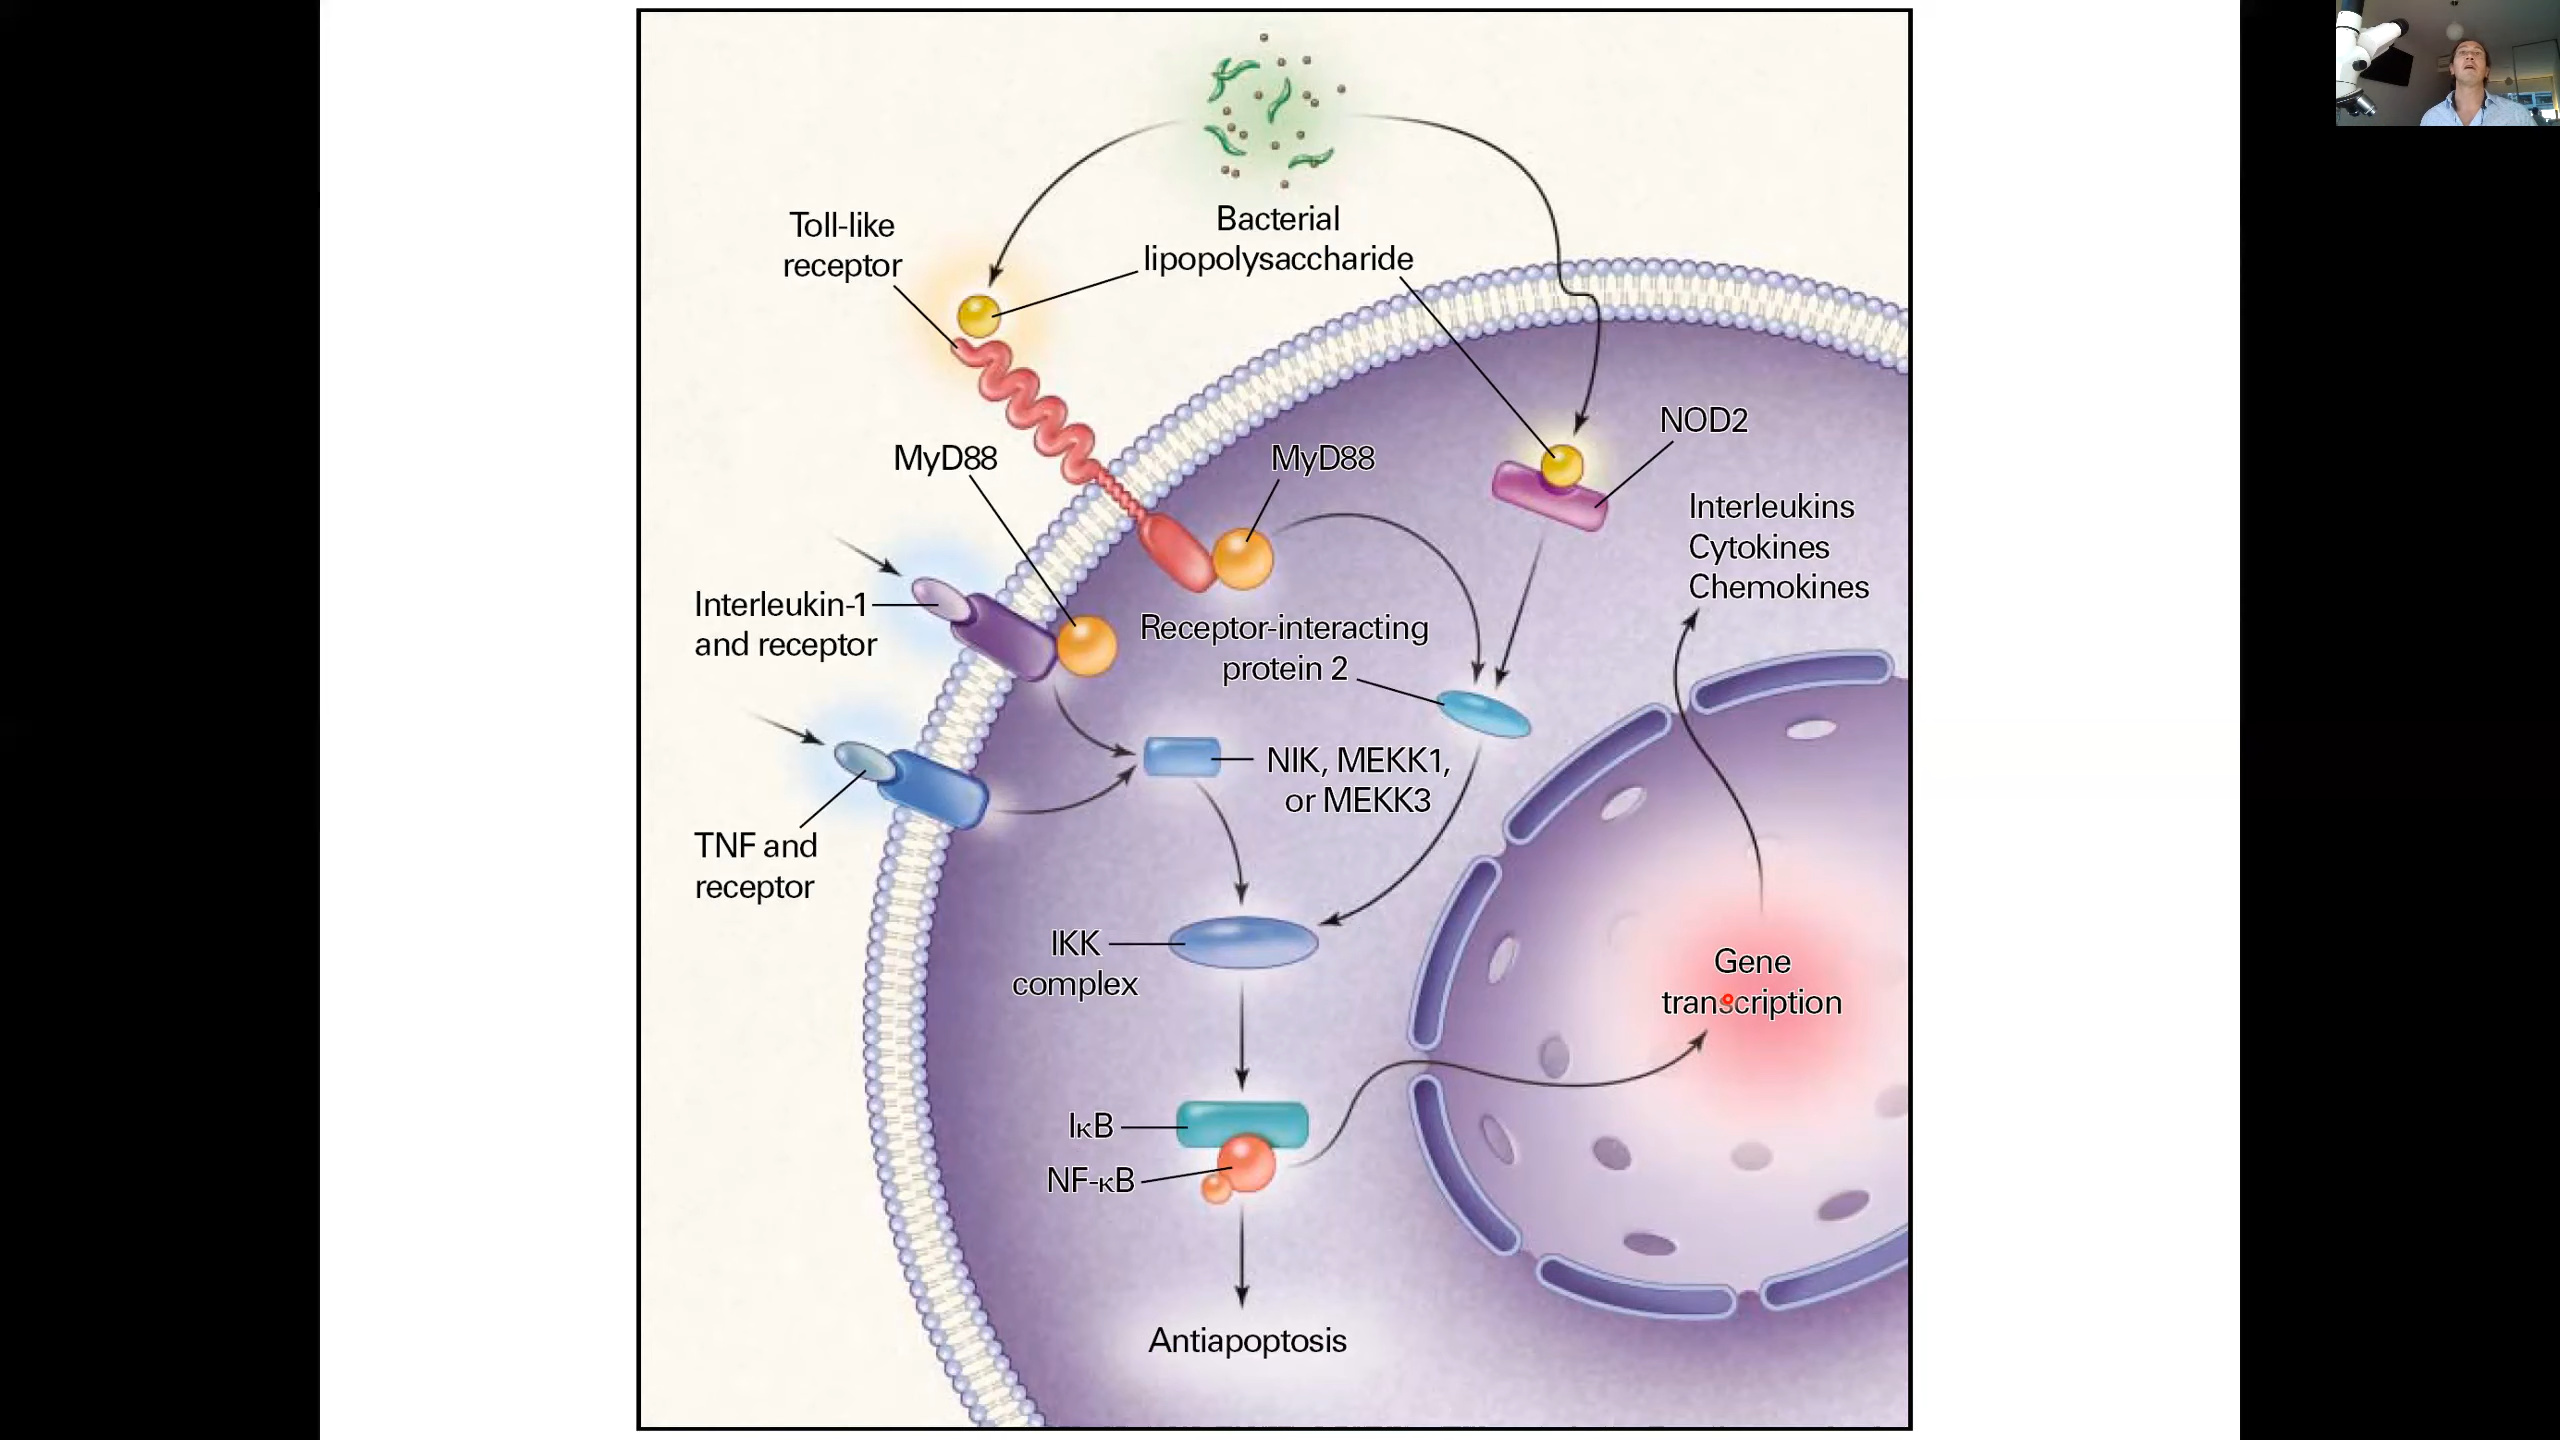 Toll-like
receptor
Bacterial
lipopolysaccharide
MyD88
MyD88
NOD2
Interleukins
Cytokines
Chemokines
Interleukin-1
and receptor
Receptor-interacting
protein 2
NIK, MEKK1,
or MEKK3
TNF and
receptor
IKK
complex
Gene
transcription
IκB
NF-κB
Antiapoptosis